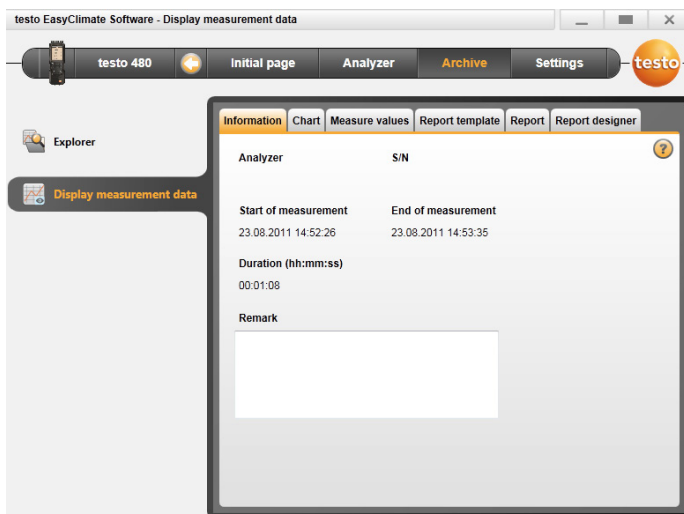 testo EasyClimate Software - Display measurement data
testo 480 Initial page Analyzer Archive Settings testo
Information Chart Measure values Report template Report Report designer
Explorer
Display measurement data
?
Analyzer S/N
Start of measurement End of measurement
23.08.2011 14:52:26 23.08.2011 14:53:35
Duration (hh:mm:ss)
00:01:08
Remark